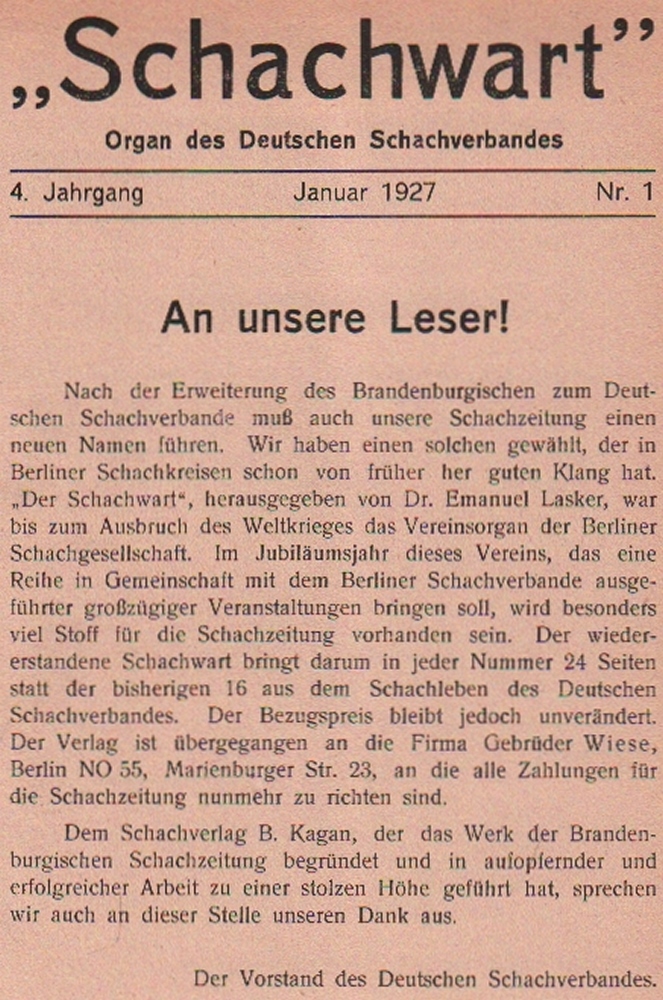 „Schachwart”
Organ des Deutschen Schachverbandes
4. Jahrgang Januar 1927 Nr. 1
An unsere Leser!
Nach der Erweiterung des Brandenburgischen zum Deut-
schen Schachverbande muß auch unsere Schachzeitung einen
neuen Namen führen. Wir haben einen solchen gewählt, der in
Berliner Schachkreisen schon von früher her guten Klang hat.
„Der Schachwart“, herausgegeben von Dr. Emanuel Lasker, war
bis zum Ausbruch des Weltkrieges das Vereinsorgan der Berliner
Schachgesellschaft. Im Jubiläumsjahr dieses Vereins, das eine
Reihe in Gemeinschaft mit dem Berliner Schachverbande ausge-
führter großzügiger Veranstaltungen bringen soll, wird besonders
viel Stoff für die Schachzeitung vorhanden sein. Der wieder-
erstandene Schachwart bringt darum in jeder Nummer 24 Seiten
statt der bisherigen 16 aus dem Schachleben des Deutschen
Schachverbandes. Der Bezugspreis bleibt jedoch unverändert.
Der Verlag ist übergegangen an die Firma Gebrüder Wiese,
Berlin NO 55, Marienburger Str. 23, an die alle Zahlungen für
die Schachzeitung nunmehr zu richten sind.
Dem Schachverlag B. Kagan, der das Werk der Branden-
burgischen Schachzeitung begründet und in aufopfernder und
erfolgreicher Arbeit zu einer stolzen Höhe geführt hat, sprechen
wir auch an dieser Stelle unseren Dank aus.
Der Vorstand des Deutschen Schachverbandes.